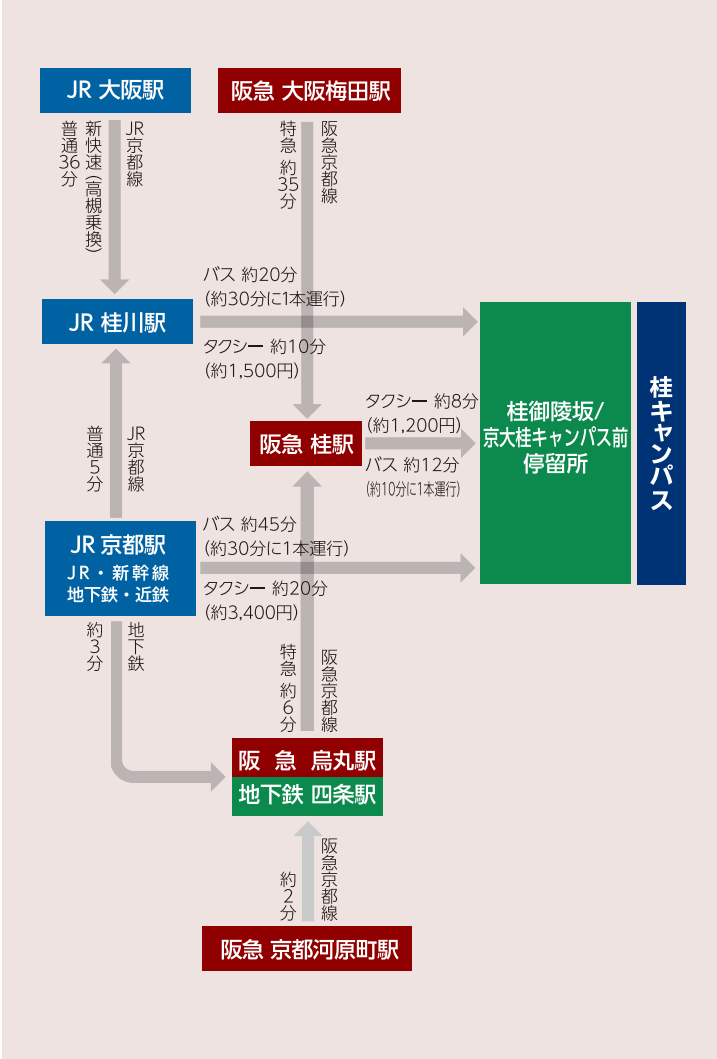 JR 大阪駅
阪急 大阪梅田駅
JR京都線
新快速（高槻乗換）
普通36分
阪急京都線
特急 約35分
バス 約20分
（約30分に1本運行）
JR 桂川駅
タクシー 約10分
（約1,500円）
タクシー 約8分
（約1,200円）
阪急 桂駅
バス 約12分
（約10分に1本運行）
桂御陵坂/
京大桂キャンパス前
停留所
桂キャンパス
JR京都線
普通5分
バス 約45分
（約30分に1本運行）
JR 京都駅
JR・新幹線
地下鉄・近鉄
タクシー 約20分
（約3,400円）
地下鉄
約3分
阪急京都線
特急 約6分
阪 急 烏丸駅
地下鉄 四条駅
阪急京都線
約2分
阪急 京都河原町駅